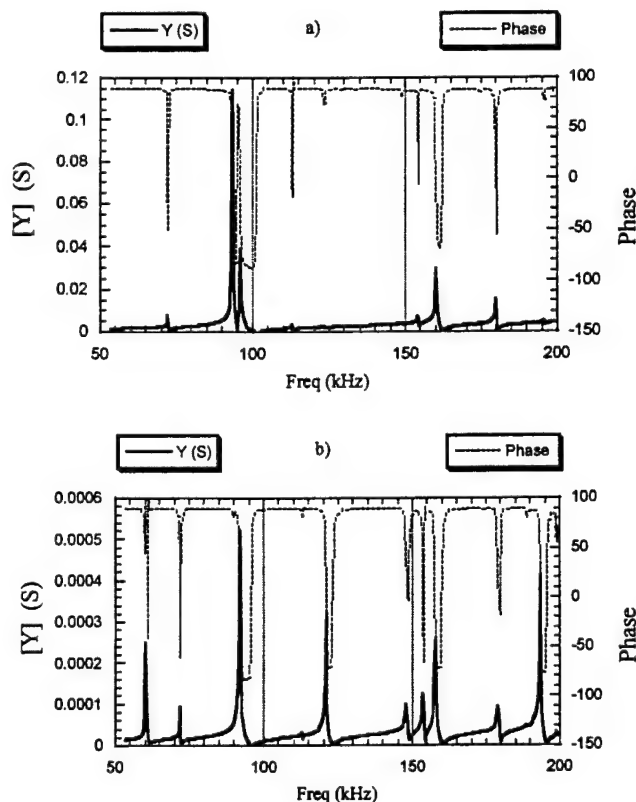 Y (S) a) Phase
0.12 100
0.1 50
0.08
0.06 0
0.04 -50
0.02 -100
0 -150
[Y] (S)
Phase
50 100 150 200
Freq (kHz)
Y (S) b) Phase
0.0006 100
0.0005 50
0.0004
0.0003 0
0.0002 -50
0.0001 -100
0 -150
[Y] (S)
Phase
50 100 150 200
Freq (kHz)